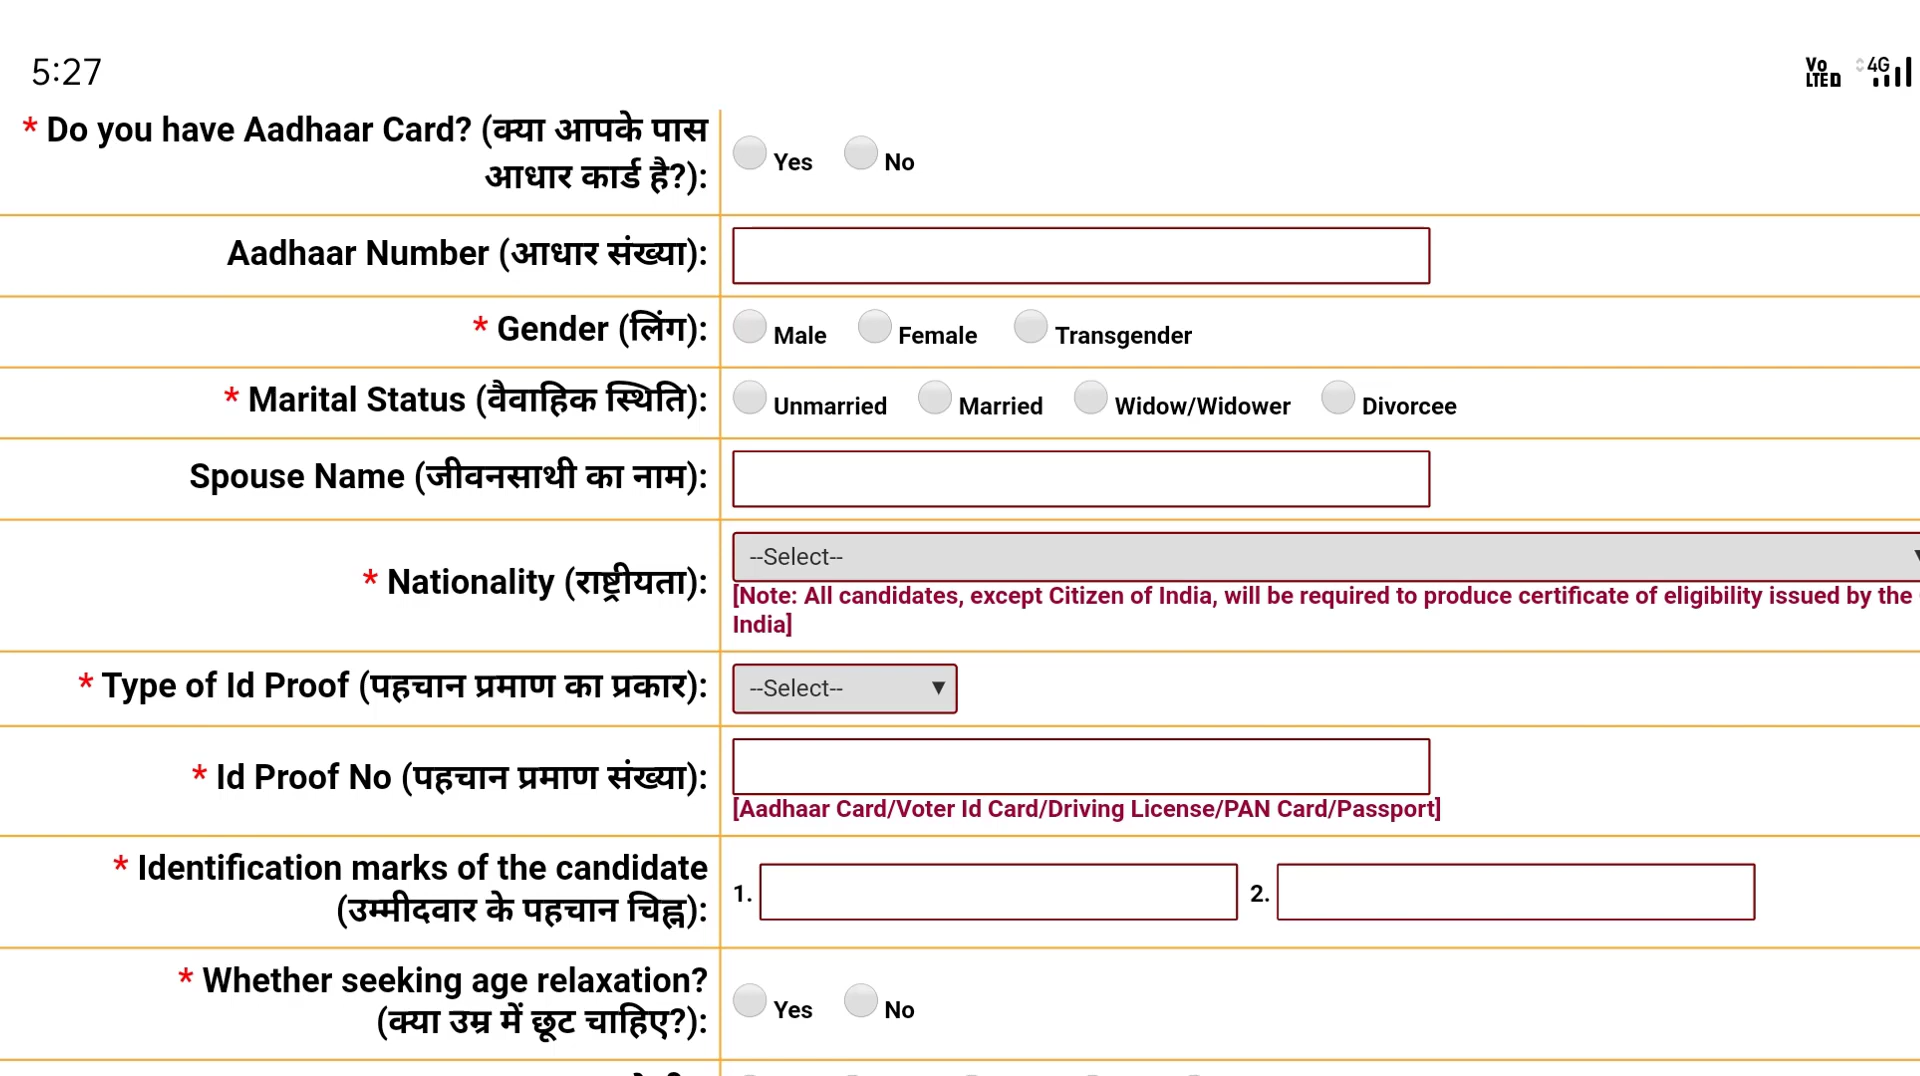 5:27
Vo LTE D 4G
* Do you have Aadhaar Card? (क्या आपके पास
आधार कार्ड है?):
Yes No
Aadhaar Number (आधार संख्या):
* Gender (लिंग): Male Female Transgender
* Marital Status (वैवाहिक स्थिति): Unmarried Married Widow/Widower Divorcee
Spouse Name (जीवनसाथी का नाम):
* Nationality (राष्ट्रीयता): --Select--
[Note: All candidates, except Citizen of India, will be required to produce certificate of eligibility issued by the
India]
* Type of Id Proof (पहचान प्रमाण का प्रकार): --Select--
* Id Proof No (पहचान प्रमाण संख्या):
[Aadhaar Card/Voter Id Card/Driving License/PAN Card/Passport]
* Identification marks of the candidate
(उम्मीदवार के पहचान चिह्न):
1. 2.
* Whether seeking age relaxation?
(क्या उम्र में छूट चाहिए?):
Yes No